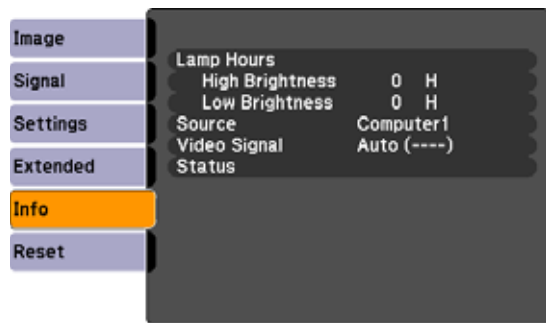 Image
Signal
Settings
Extended
Info
Reset
Lamp Hours
High Brightness 0 H
Low Brightness 0 H
Source Computer1
Video Signal Auto (----)
Status